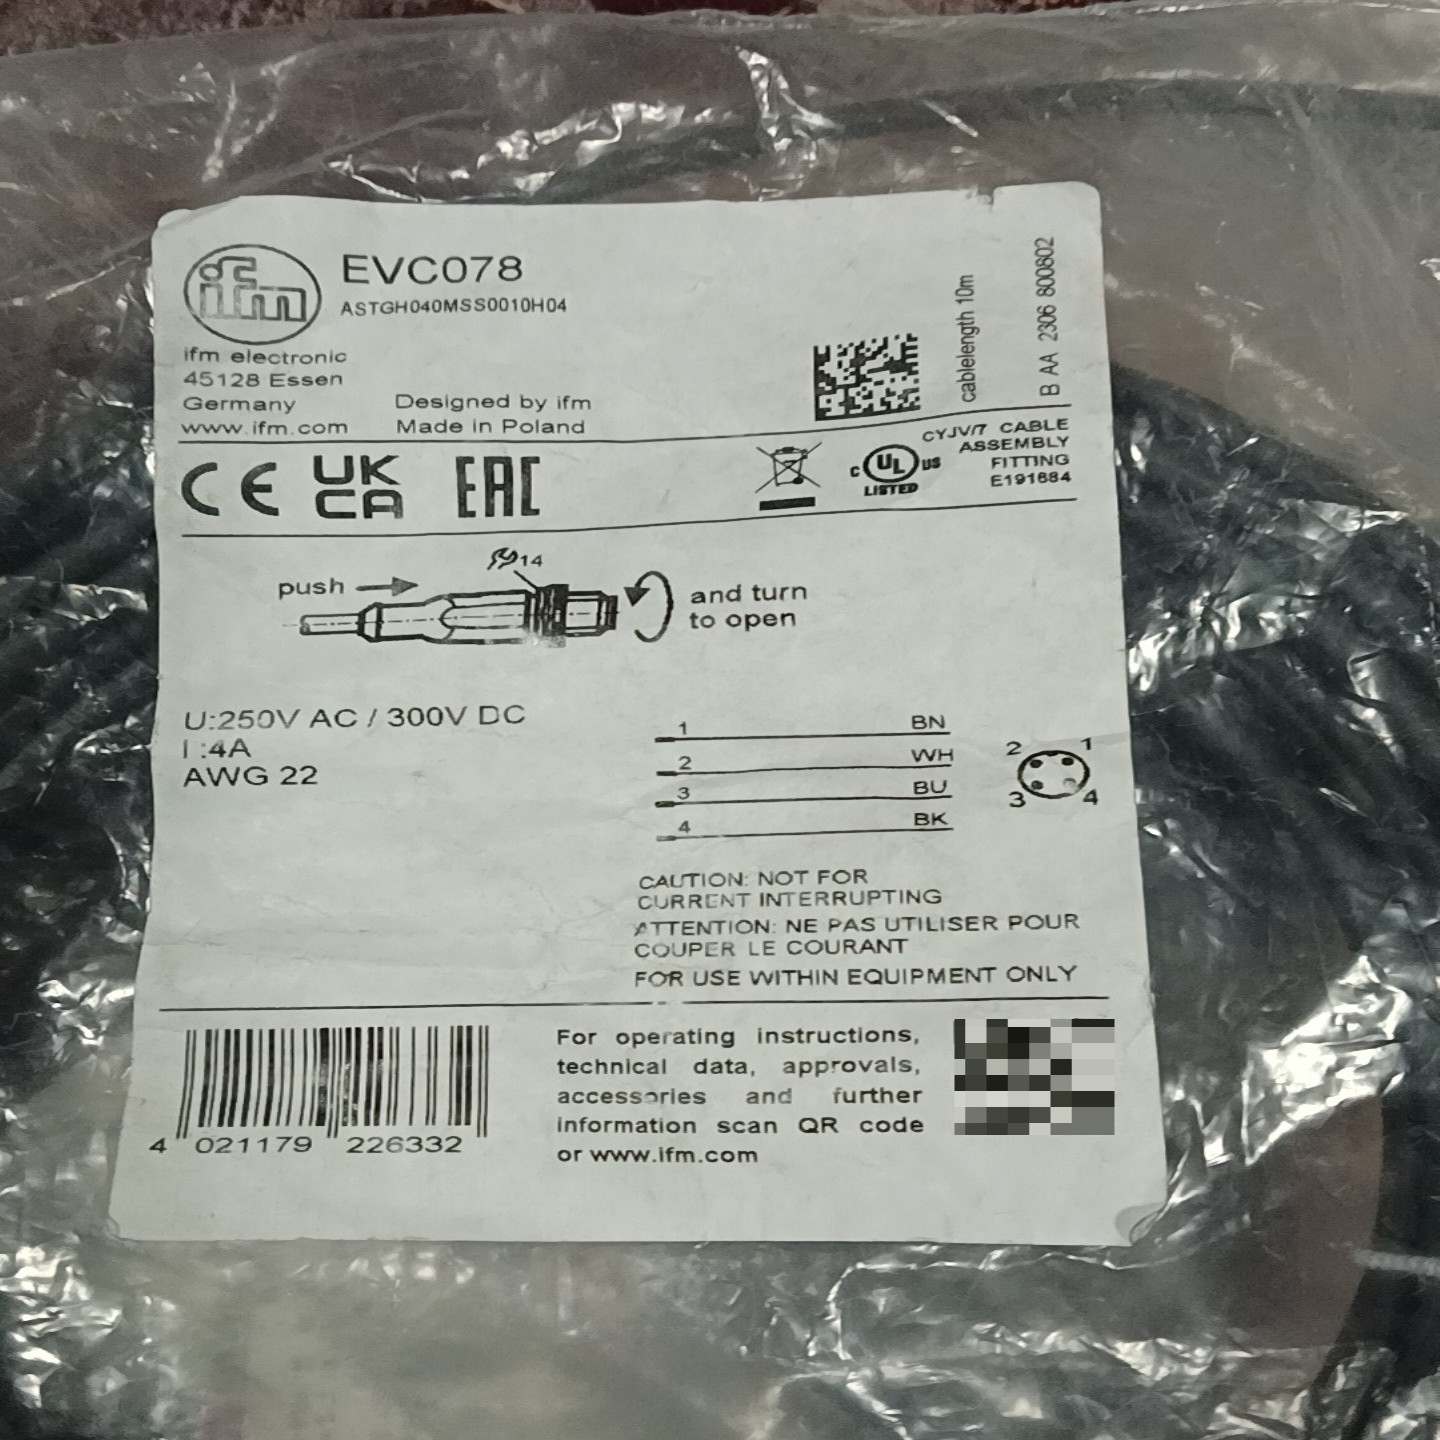 ifm
EVC078
ASTGH040MSS0010H04
ifm electronic
45128 Essen
Germany
www.ifm.com
Designed by ifm
Made in Poland
cablelength 10m
B AA 2306 800802
CE
UK
CA
EAC
C UL US
LISTED
CYJV/7 CABLE
ASSEMBLY
FITTING
E191684
14
push
and turn
to open
U:250V AC / 300V DC
I :4A
AWG 22
1 BN
2 WH
3 BU
4 BK
2 1
3 4
CAUTION: NOT FOR
CURRENT INTERRUPTING
ATTENTION: NE PAS UTILISER POUR
COUPER LE COURANT
FOR USE WITHIN EQUIPMENT ONLY
4 021179 226332
For operating instructions,
technical data, approvals,
accessories and further
information scan QR code
or www.ifm.com